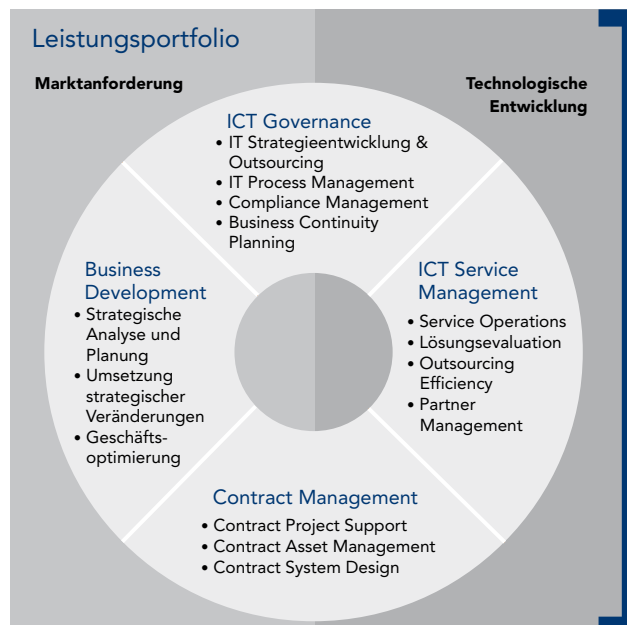 Leistungsportfolio
Marktanforderung
Technologische
Entwicklung
ICT Governance
• IT Strategieentwicklung &
Outsourcing
• IT Process Management
• Compliance Management
• Business Continuity
Planning
Business
Development
• Strategische
Analyse und
Planung
• Umsetzung
strategischer
Veränderungen
• Geschäfts-
optimierung
ICT Service
Management
• Service Operations
• Lösungsevaluation
• Outsourcing
Efficiency
• Partner
Management
Contract Management
• Contract Project Support
• Contract Asset Management
• Contract System Design